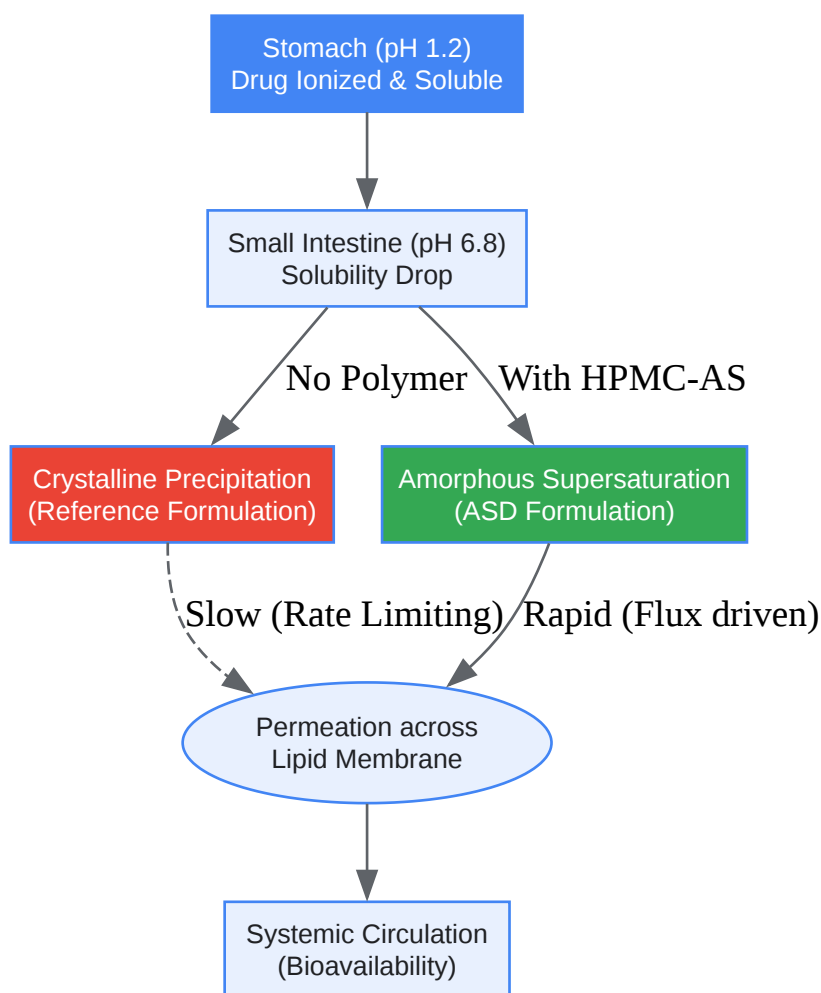 Stomach (pH 1.2)
Drug Ionized & Soluble
Small Intestine (pH 6.8)
Solubility Drop
No Polymer
With HPMC-AS
Crystalline Precipitation
(Reference Formulation)
Amorphous Supersaturation
(ASD Formulation)
Slow (Rate Limiting)
Rapid (Flux driven)
Permeation across
Lipid Membrane
Systemic Circulation
(Bioavailability)